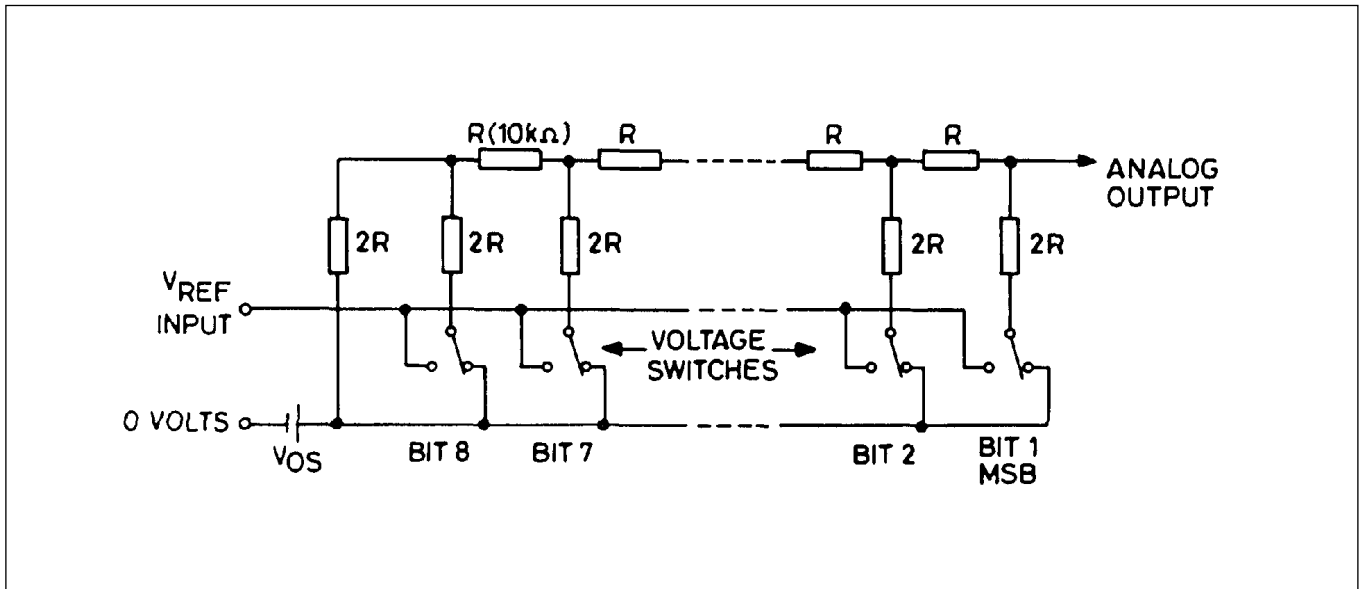 R(10kΩ) R R R
ANALOG
OUTPUT
2R 2R 2R 2R 2R
VREF
INPUT
VOLTAGE
SWITCHES
0 VOLTS
VOS
BIT 8 BIT 7 BIT 2 BIT 1
MSB